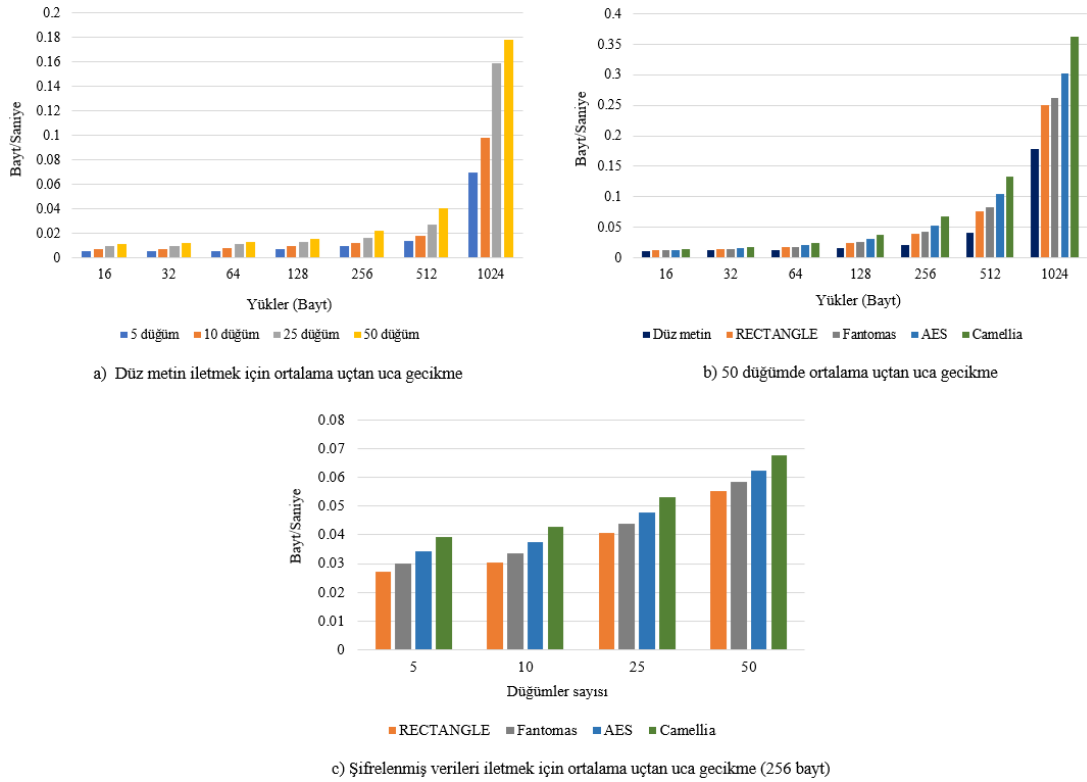 0.2
0.18
0.16
0.14
0.12
0.1
0.08
0.06
0.04
0.02
0
Bayt/Saniye
16 32 64 128 256 512 1024
Yükler (Bayt)
5 düğüm 10 düğüm 25 düğüm 50 düğüm
a) Düz metin iletmek için ortalama uçtan uca gecikme
0.4
0.35
0.3
0.25
0.2
0.15
0.1
0.05
0
Bayt/Saniye
16 32 64 128 256 512 1024
Yükler (Bayt)
Düz metin RECTANGLE Fantomas AES Camellia
b) 50 düğümde ortalama uçtan uca gecikme
0.08
0.07
0.06
0.05
0.04
0.03
0.02
0.01
0
Bayt/Saniye
5 10 25 50
Düğümler sayısı
RECTANGLE Fantomas AES Camellia
c) Şifrelenmiş verileri iletmek için ortalama uçtan uca gecikme (256 bayt)